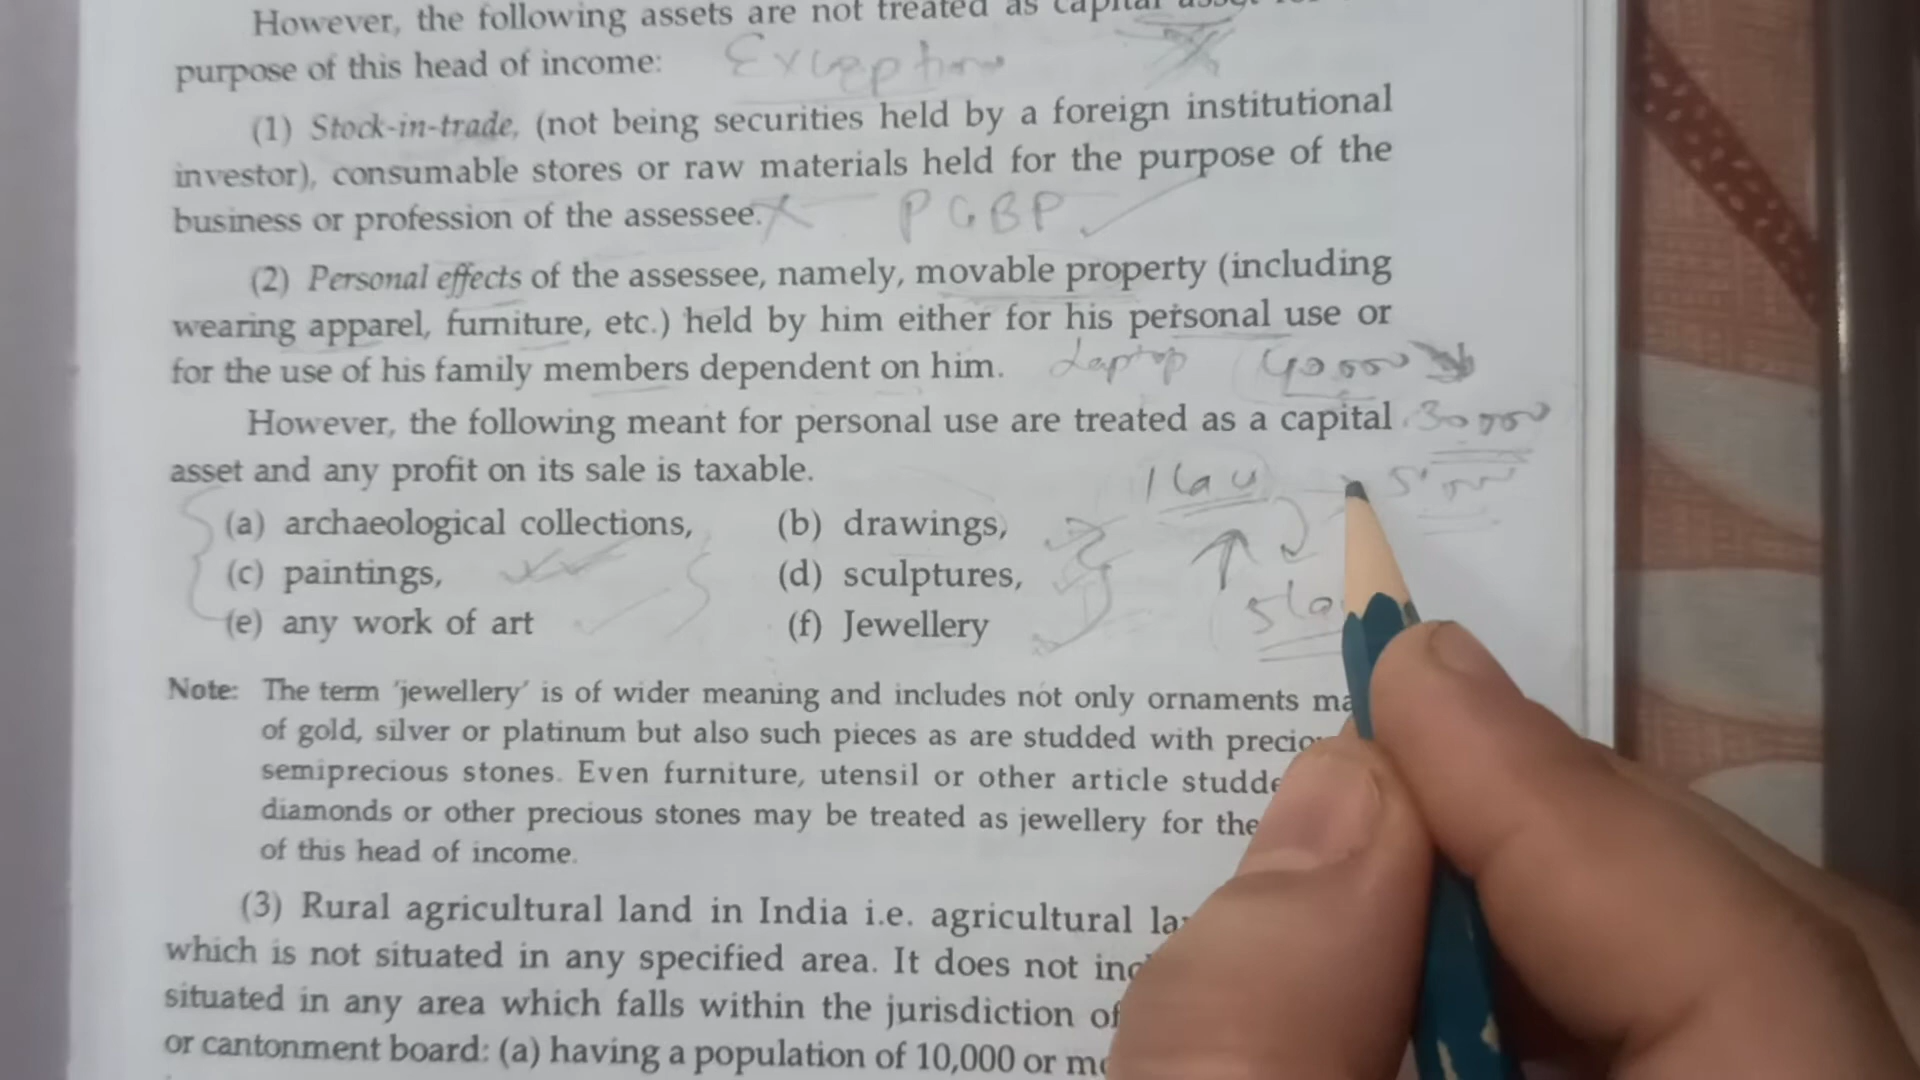 However, the following assets are not treated as capital asset for
purpose of this head of income: Exception
(1) Stock-in-trade, (not being securities held by a foreign institutional
investor), consumable stores or raw materials held for the purpose of the
business or profession of the assessee. PGBP
(2) Personal effects of the assessee, namely, movable property (including
wearing apparel, furniture, etc.) held by him either for his personal use or
for the use of his family members dependent on him. Laptop 40000
However, the following meant for personal use are treated as a capital 30000
asset and any profit on its sale is taxable.
(a) archaeological collections, (b) drawings,
(c) paintings, (d) sculptures,
(e) any work of art (f) Jewellery
Note: The term 'jewellery' is of wider meaning and includes not only ornaments
of gold, silver or platinum but also such pieces as are studded with
semiprecious stones. Even furniture, utensil or other article
diamonds or other precious stones may be treated as jewellery for the
of this head of income.
(3) Rural agricultural land in India i.e. agricultural
which is not situated in any specified area. It does not
situated in any area which falls within the jurisdiction of
or cantonment board: (a) having a population of 10,000 or